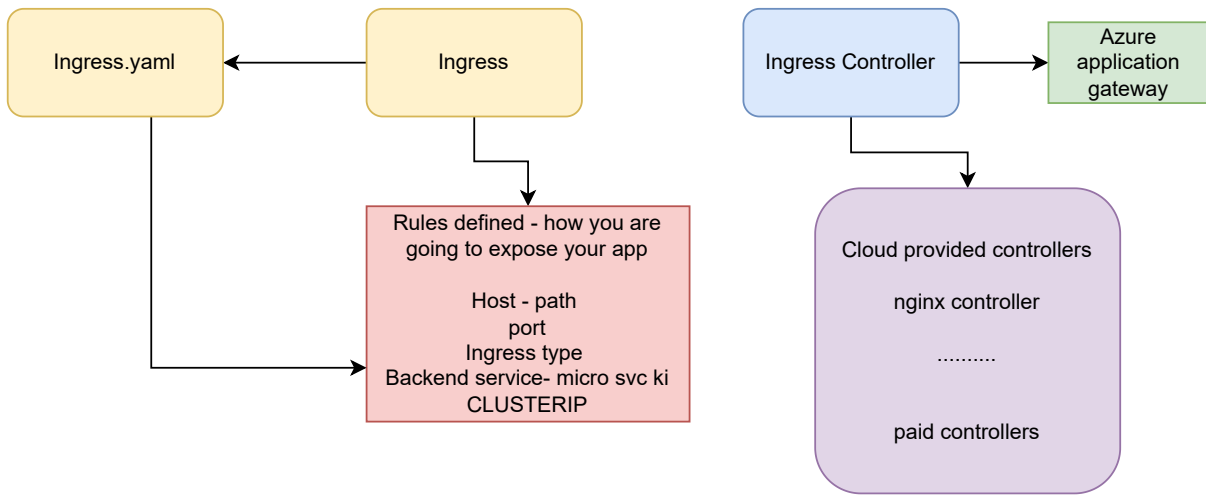 Ingress.yaml
Ingress
Ingress Controller
Azure
application
gateway
Rules defined - how you are
going to expose your app
Host - path
port
Ingress type
Backend service- micro svc ki
CLUSTERIP
Cloud provided controllers
nginx controller
..........
paid controllers